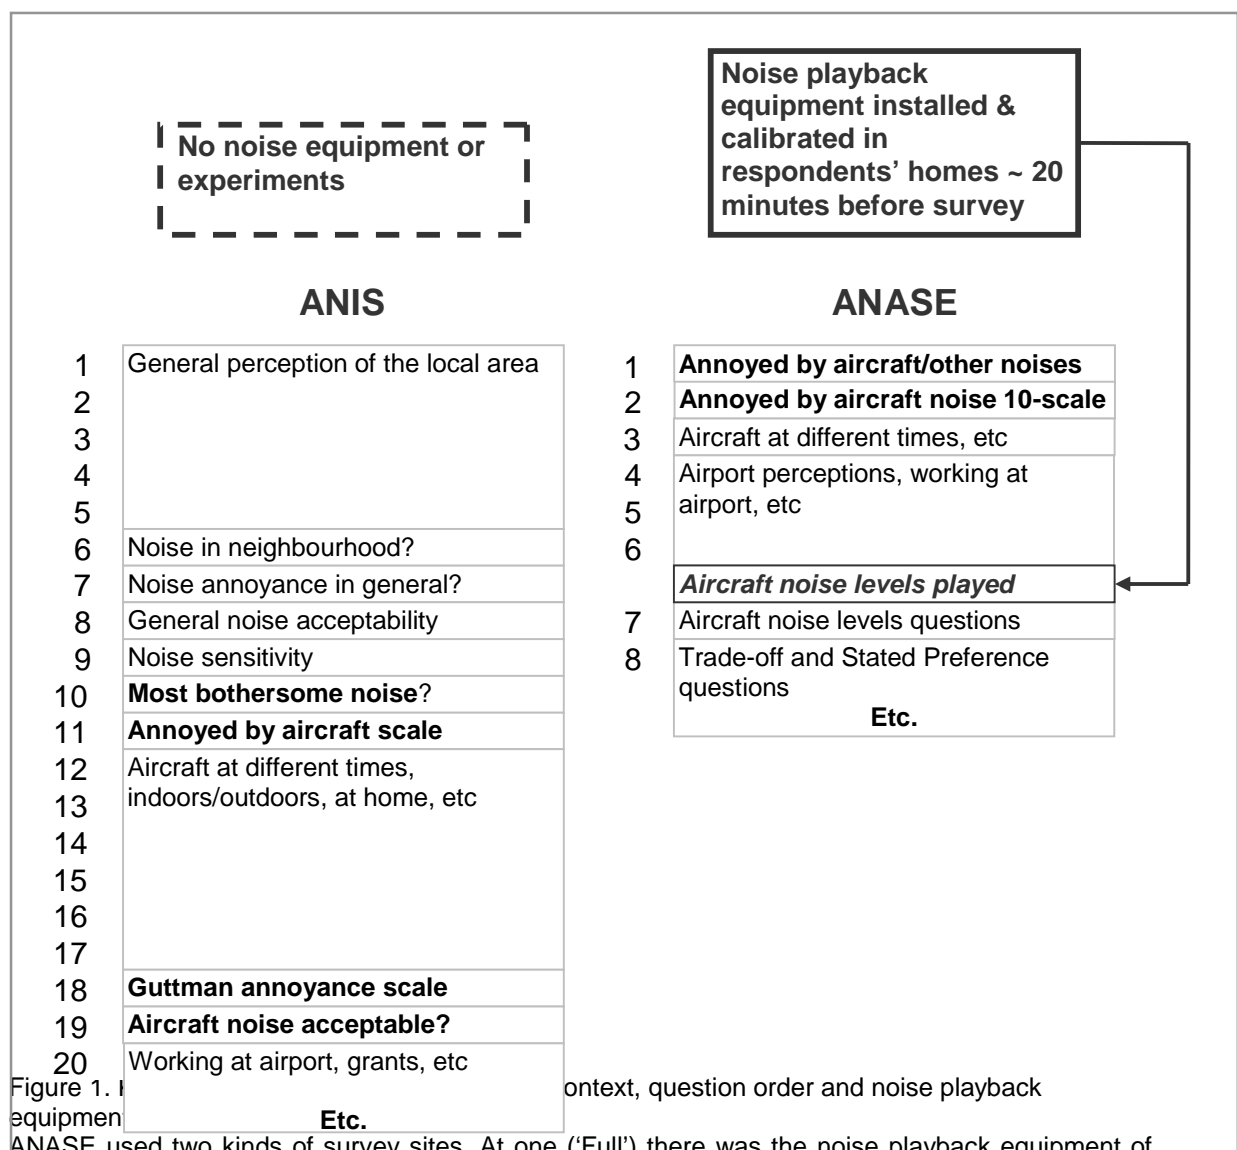 No noise equipment or
experiments
Noise playback
equipment installed &
calibrated in
respondents’ homes ~ 20
minutes before survey
ANIS
1 General perception of the local area
2
3
4
5
6 Noise in neighbourhood?
7 Noise annoyance in general?
8 General noise acceptability
9 Noise sensitivity
10 Most bothersome noise?
11 Annoyed by aircraft scale
12 Aircraft at different times,
13 indoors/outdoors, at home, etc
14
15
16
17
18 Guttman annoyance scale
19 Aircraft noise acceptable?
20 Working at airport, grants, etc
Etc.
ANASE
1 Annoyed by aircraft/other noises
2 Annoyed by aircraft noise 10-scale
3 Aircraft at different times, etc
4 Airport perceptions, working at
5 airport, etc
6
Aircraft noise levels played
7 Aircraft noise levels questions
8 Trade-off and Stated Preference
questions
Etc.
Figure 1. ontext, question order and noise playback
equipment
ANASE used two kinds of survey sites. At one (‘Full’) there was the noise playback equipment of